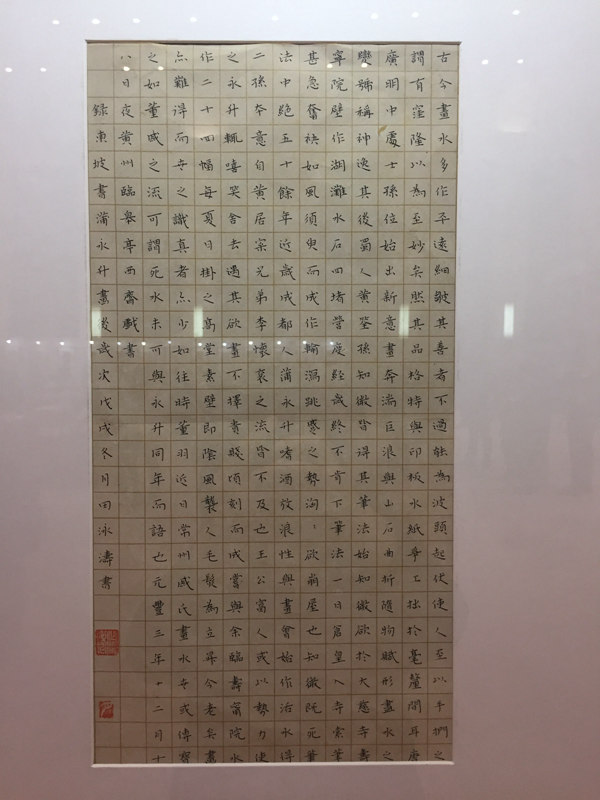 古今畫水多作平遠細皺其善者不過能為波頭起伏使人至以手捫之
謂有窪隆以為至妙矣然其品格特與印板水紙爭工拙於毫釐間耳唐
廣明中處士孫位始出新意畫奔湍巨浪與山石曲折隨物賦形盡水之
變號稱神逸其後蜀人黃筌孫知微皆得其筆法始知微欲於大慈寺壽
寧院壁作湖灘水石四堵營度經歲終不肯下筆法一日倉皇入寺索筆
甚急奮袂如風須臾而成作輸瀉跳蹙之勢洶〻欲崩屋也知微既死筆
法中絕五十餘年近歲成都人蒲永升嗜酒放浪性與畫會始作活水得
二孫本意自黃居寀兄弟李懷袞之流皆不及也王公富人或以勢力使
之永升輒嘻笑舍去遇其欲畫不擇貴賤頃刻而成嘗與余臨壽甯院水
作二十四幅每夏日掛之高堂素壁即陰風襲人毛髮為立尋今老矣畫
亦難得而世之識真者亦少如往時董羽近日常州戚氏畫水世或傳寶
之如董戚之流可謂死水未可與永升同年而語也元豐三年十二月十
八日夜黃州臨皋亭西齋戲書
錄東坡書蒲永升畫後歲次戊戌冬月田泳濤書